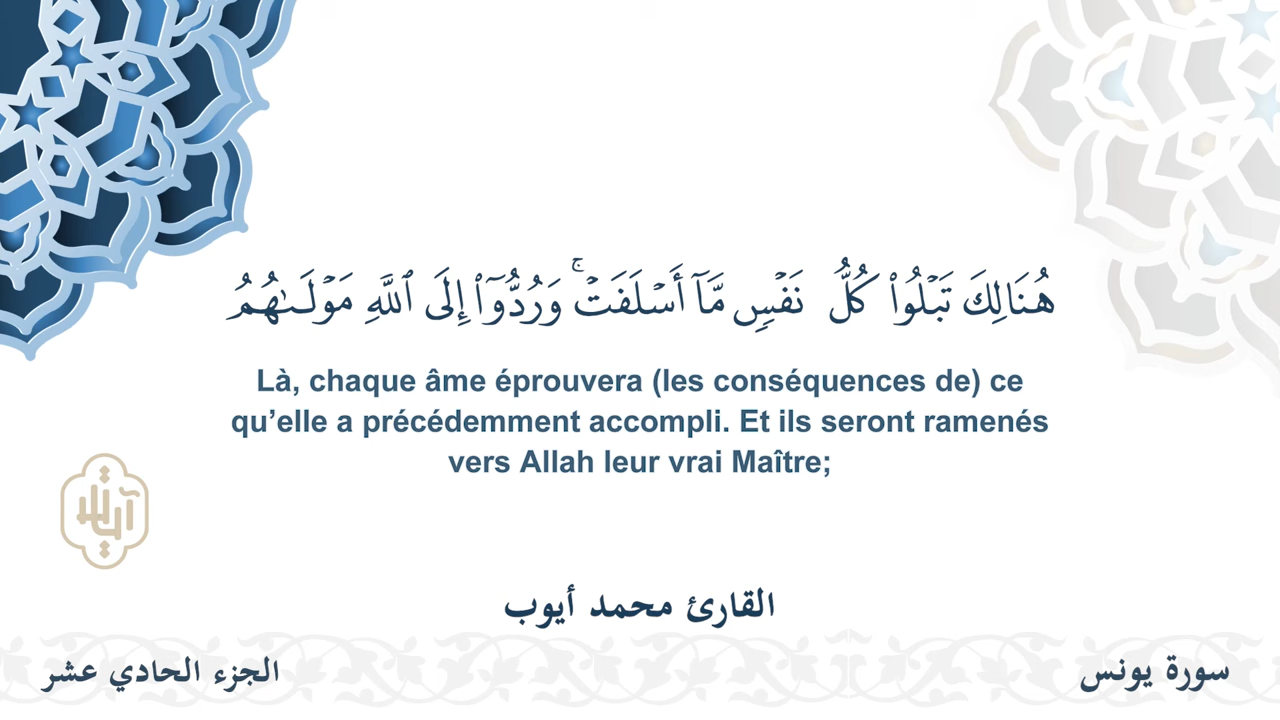 هُنَالِكَ تَبۡلُواْ كُلُّ نَفۡسٖ مَّآ أَسۡلَفَتۡۚ وَرُدُّوٓاْ إِلَى ٱللَّهِ مَوۡلَىٰهُمُ
Là, chaque âme éprouvera (les conséquences de) ce
qu’elle a précédemment accompli. Et ils seront ramenés
vers Allah leur vrai Maître;
القارئ محمد أيوب
سورة يونس
الجزء الحادي عشر